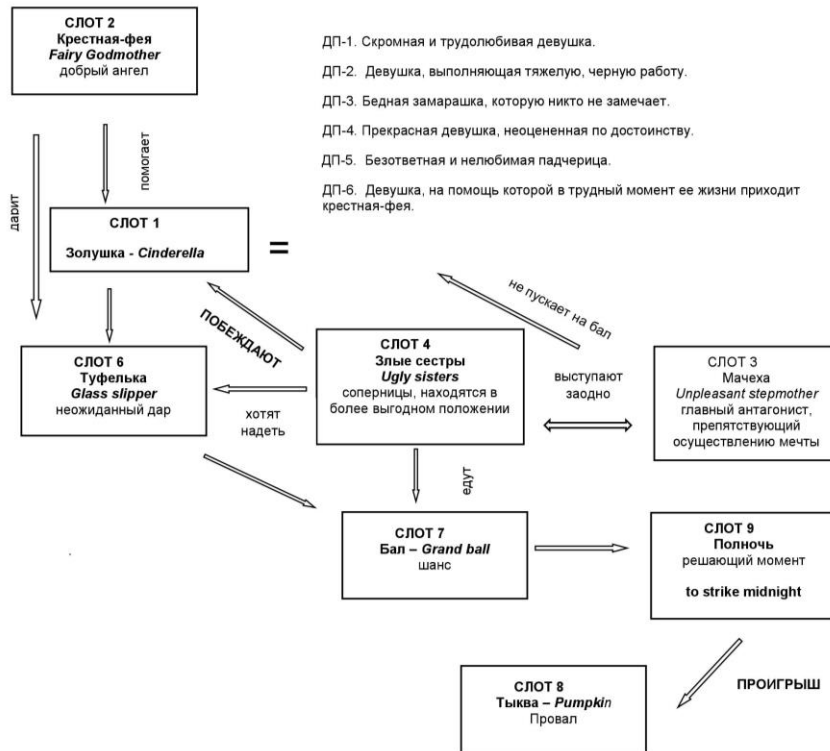 СЛОТ 2
Крестная-фея
Fairy Godmother
добрый ангел
ДП-1. Скромная и трудолюбивая девушка.
ДП-2. Девушка, выполняющая тяжелую, черную работу.
ДП-3. Бедная замарашка, которую никто не замечает.
ДП-4. Прекрасная девушка, неоцененная по достоинству.
ДП-5. Безответная и нелюбимая падчерица.
ДП-6. Девушка, на помощь которой в трудный момент ее жизни приходит
крестная-фея.
дарит
помогает
СЛОТ 1
Золушка - Cinderella
=
ПОБЕЖДАЮТ
не пускает на бал
СЛОТ 6
Туфелька
Glass slipper
неожиданный дар
хотят
надеть
СЛОТ 4
Злые сестры
Ugly sisters
соперницы, находятся в
более выгодном положении
выступают
заодно
СЛОТ 3
Мачеха
Unpleasant stepmother
главный антагонист,
препятствующий
осуществлению мечты
едут
СЛОТ 7
Бал – Grand ball
шанс
СЛОТ 9
Полночь
решающий момент
to strike midnight
ПРОИГРЫШ
СЛОТ 8
Тыква – Pumpkin
Провал